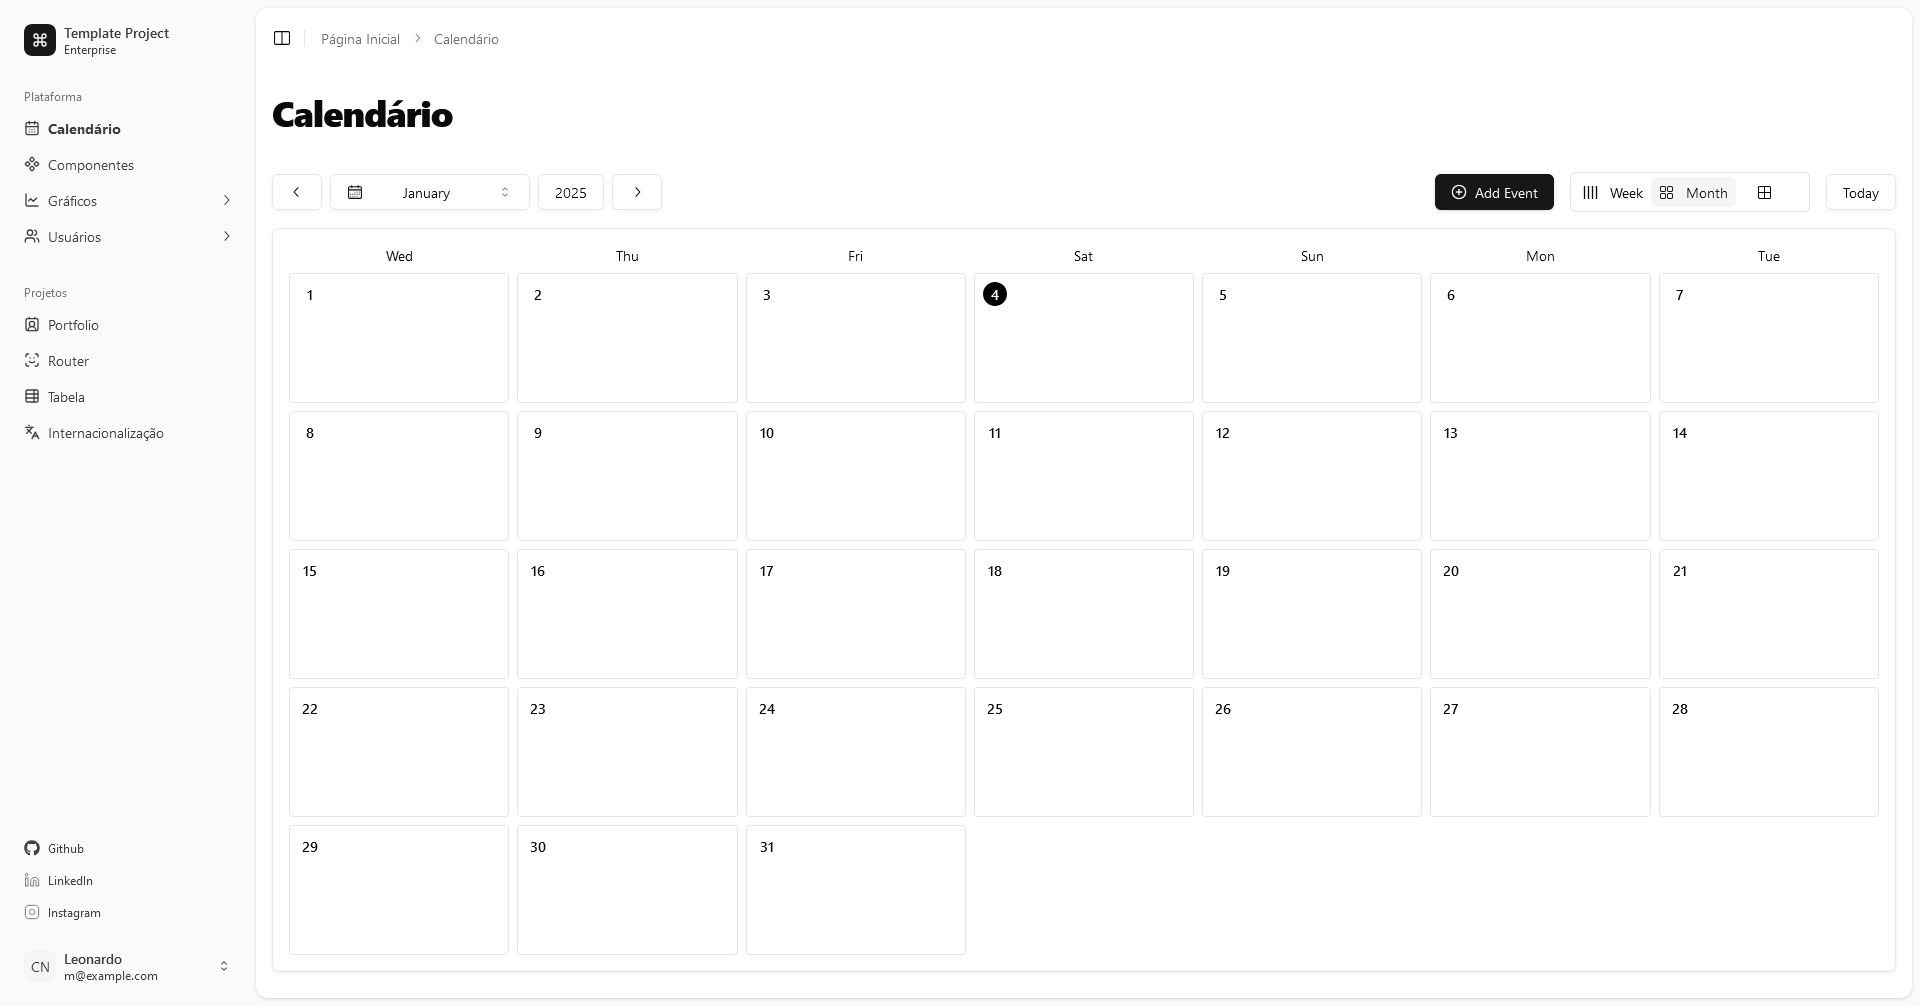 Template Project
Enterprise
Plataforma
Calendário
Componentes
Gráficos
Usuários
Projetos
Portfolio
Router
Tabela
Internacionalização
Github
LinkedIn
Instagram
CN
Leonardo
m@example.com
Página Inicial
Calendário
Calendário
January
2025
Add Event
Week
Month
Today
Wed Thu Fri Sat Sun Mon Tue
1 2 3 4 5 6 7
8 9 10 11 12 13 14
15 16 17 18 19 20 21
22 23 24 25 26 27 28
29 30 31